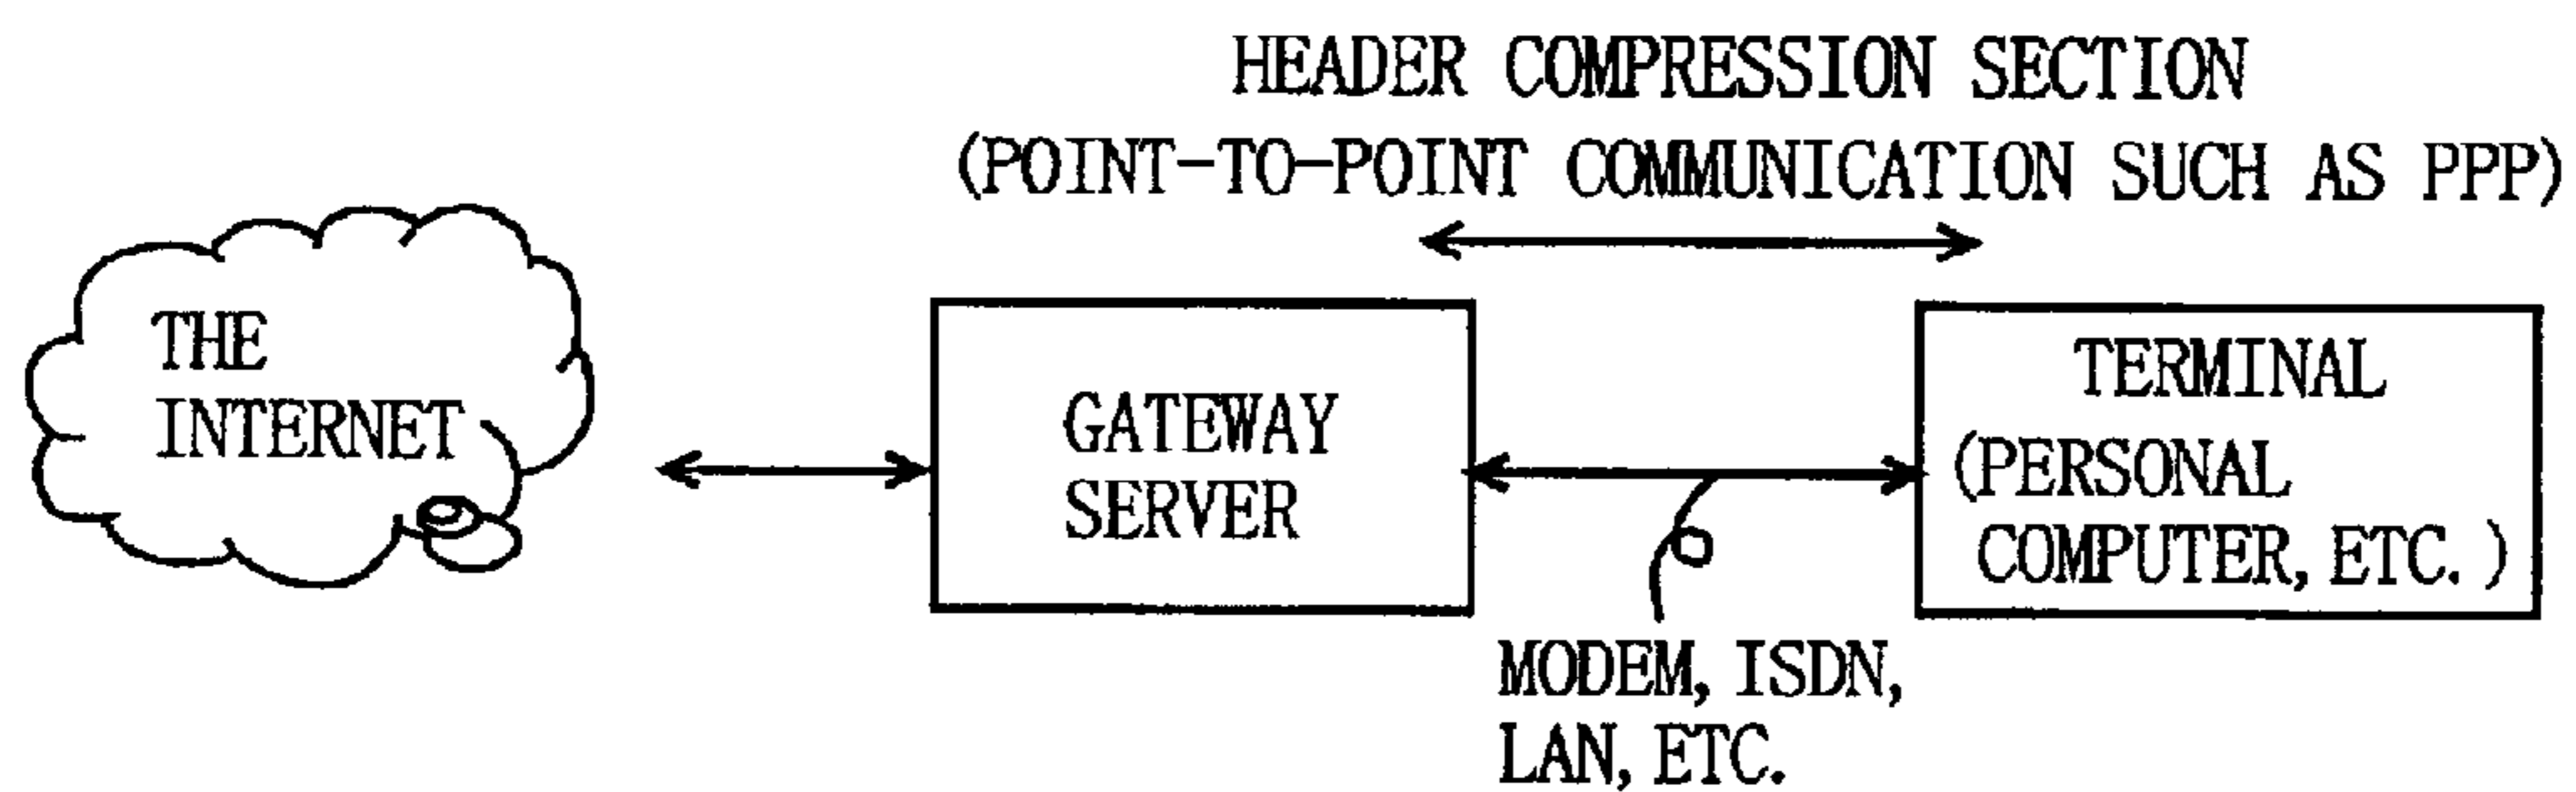 HEADER COMPRESSION SECTION
(POINT-TO-POINT COMMUNICATION SUCH AS PPP)
THE
INTERNET
GATEWAY
SERVER
TERMINAL
(PERSONAL
COMPUTER, ETC.)
MODEM, ISDN,
LAN, ETC.